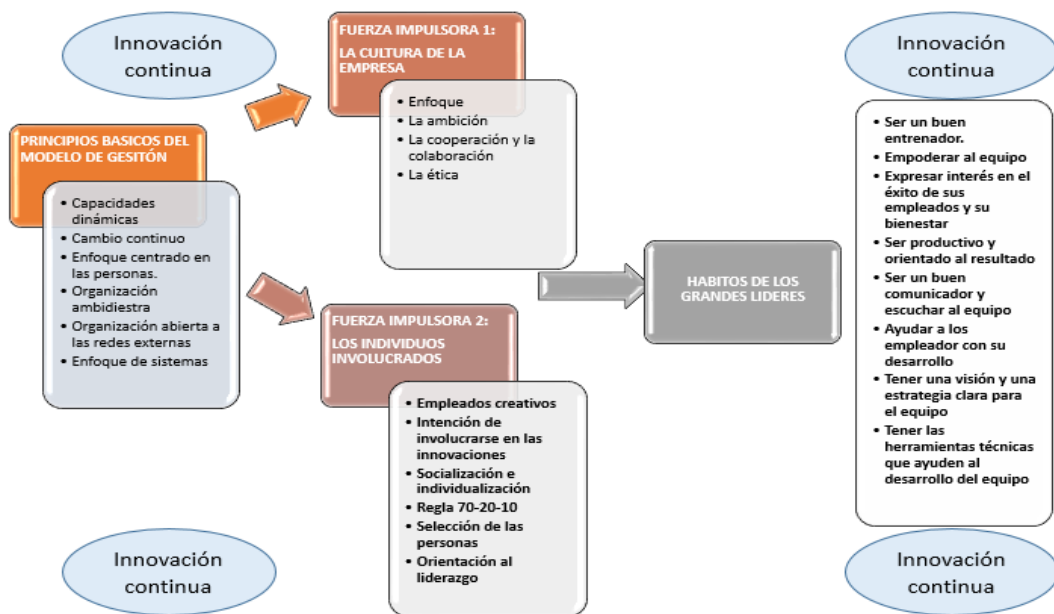 Innovación
continua
PRINCIPIOS BASICOS DEL
MODELO DE GESITÓN
• Capacidades
dinámicas
• Cambio continuo
• Enfoque centrado en
las personas.
• Organización
ambidiestra
• Organización abierta a
las redes externas
• Enfoque de sistemas
Innovación
continua
FUERZA IMPULSORA 1:
LA CULTURA DE LA
EMPRESA
• Enfoque
• La ambición
• La cooperación y la
colaboración
• La ética
FUERZA IMPULSORA 2:
LOS INDIVIDUOS
INVOLUCRADOS
• Empleados creativos
• Intención de
involucrarse en las
innovaciones
• Socialización e
individualización
• Regla 70-20-10
• Selección de las
personas
• Orientación al
liderazgo
HABITOS DE LOS
GRANDES LIDERES
Innovación
continua
• Ser un buen
entrenador.
• Empoderar al equipo
• Expresar interés en el
éxito de sus
empleados y su
bienestar
• Ser productivo y
orientado al resultado
• Ser un buen
comunicador y
escuchar al equipo
• Ayudar a los
empleador con su
desarrollo
• Tener una visión y una
estrategia clara para
el equipo
• Tener las
herramientas técnicas
que ayuden al
desarrollo del equipo
Innovación
continua